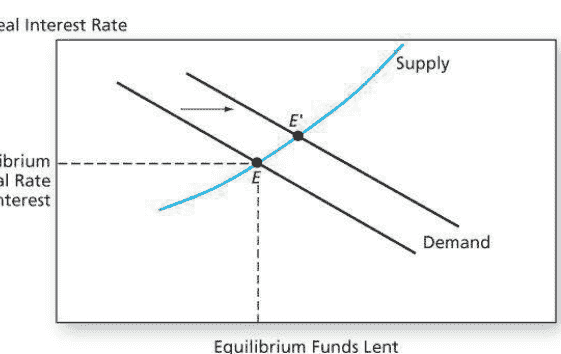 eal Interest Rate
Supply
E'
ibrium
al Rate
nterest
E
Demand
Equilibrium Funds Lent